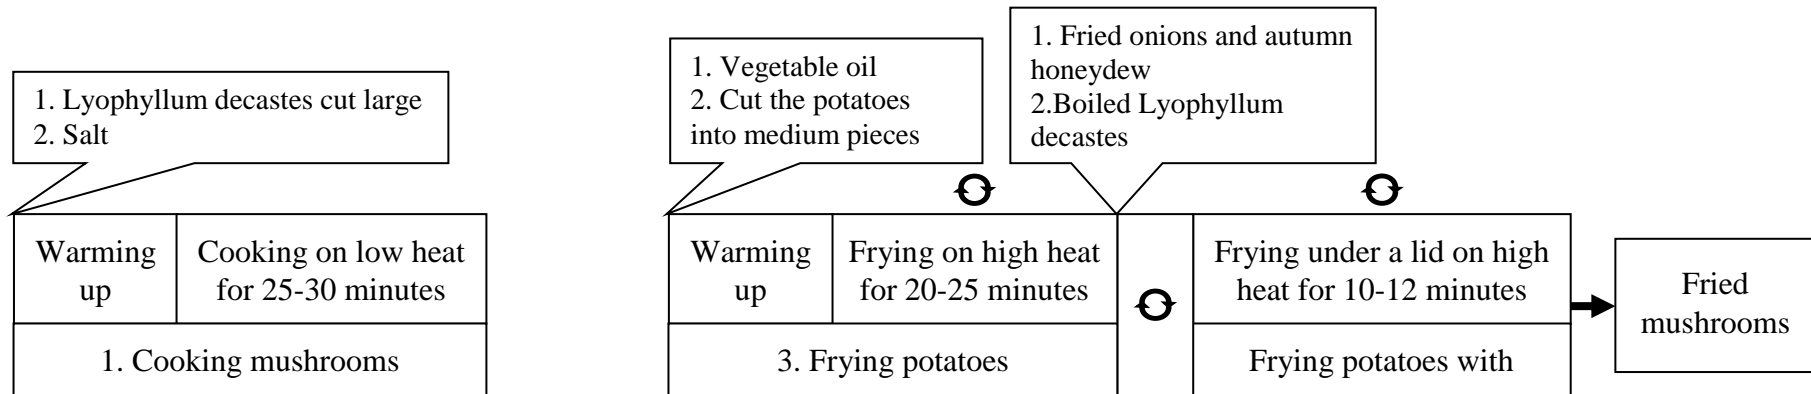 1. Lyophyllum decastes cut large
2. Salt
Warming
up
Cooking on low heat
for 25-30 minutes
1. Cooking mushrooms
1. Vegetable oil
2. Cut the potatoes
into medium pieces
Warming
up
Frying on high heat
for 20-25 minutes
3. Frying potatoes
1. Fried onions and autumn
honeydew
2.Boiled Lyophyllum
decastes
Frying under a lid on high
heat for 10-12 minutes
Frying potatoes with
Fried
mushrooms